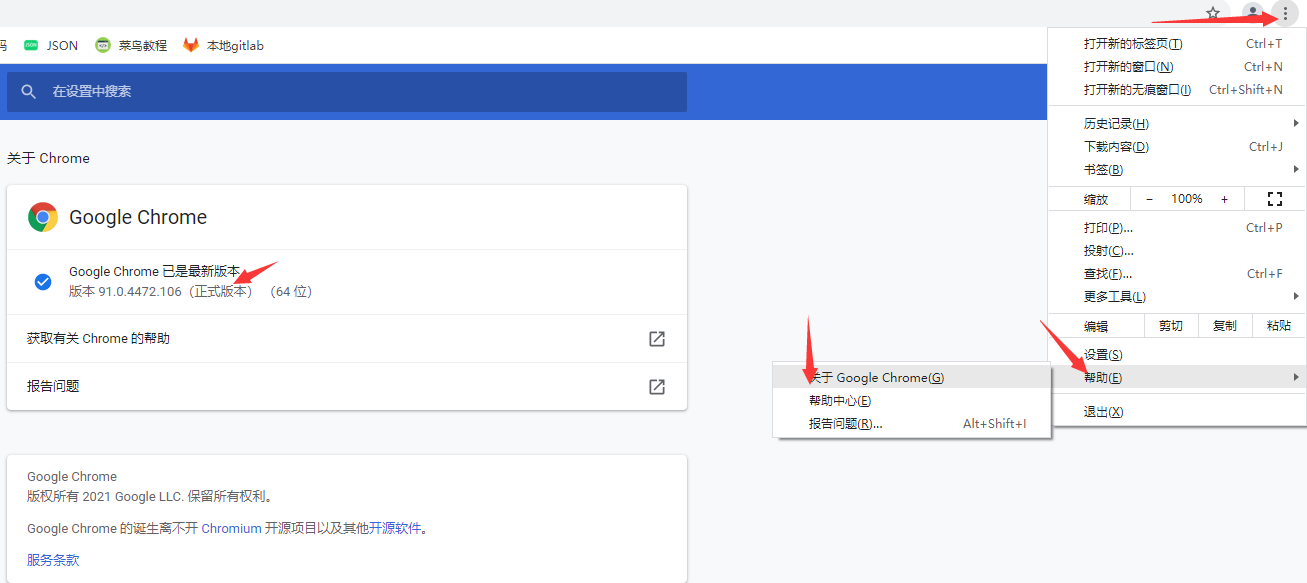 码 JSON 菜鸟教程 本地gitlab
在设置中搜索
关于 Chrome
Google Chrome
Google Chrome 已是最新版本
版本 91.0.4472.106（正式版本） （64 位）
获取有关 Chrome 的帮助
报告问题
Google Chrome
版权所有 2021 Google LLC. 保留所有权利。
Google Chrome 的诞生离不开 Chromium 开源项目以及其他开源软件。
服务条款
打开新的标签页(T) Ctrl+T
打开新的窗口(N) Ctrl+N
打开新的无痕窗口(I) Ctrl+Shift+N
历史记录(H)
下载内容(D) Ctrl+J
书签(B)
缩放 − 100% +
打印(P)... Ctrl+P
投射(C)...
查找(F)... Ctrl+F
更多工具(L)
编辑 剪切 复制 粘贴
设置(S)
帮助(E)
退出(X)
关于 Google Chrome(G)
帮助中心(E)
报告问题(R)... Alt+Shift+I